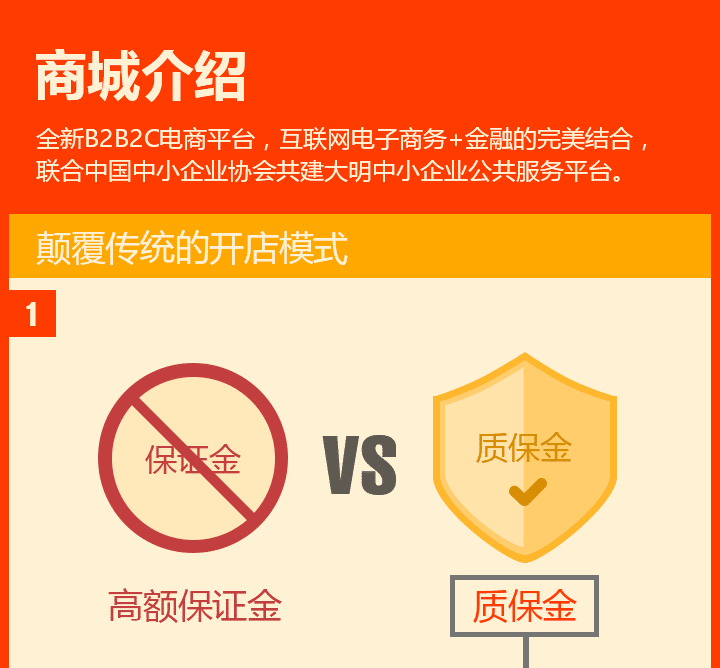 商城介绍
全新B2B2C电商平台，互联网电子商务+金融的完美结合，
联合中国中小企业协会共建大明中小企业公共服务平台。
颠覆传统的开店模式
1
保证金
VS
质保金
高额保证金
质保金